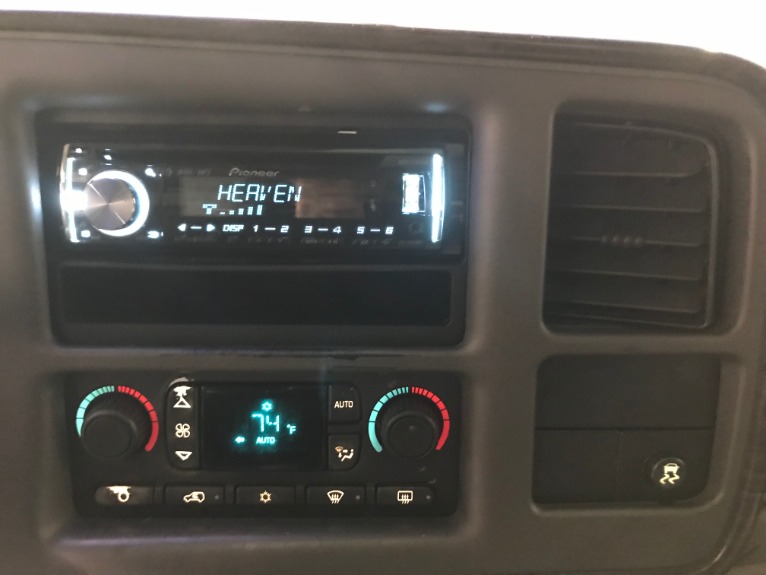 Pioneer
HEAVEN
DISP 1 — 2 3 — 4 5 — 6
AUTO
74 °F
AUTO